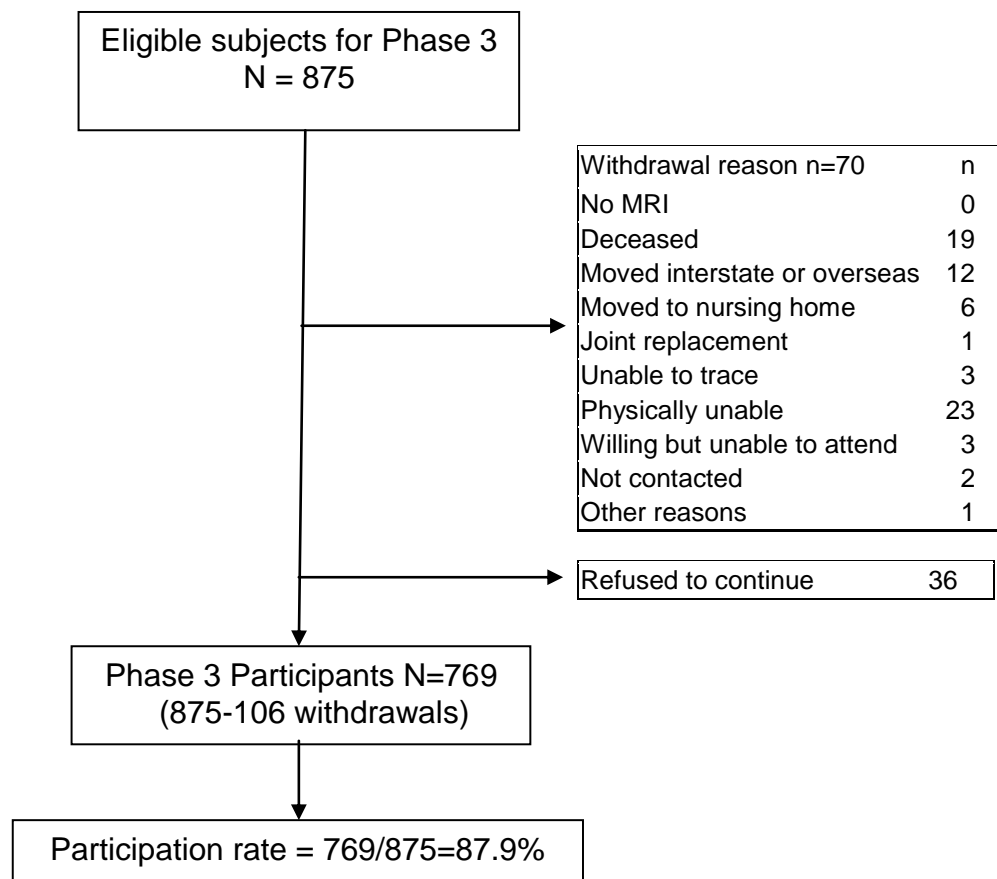 Eligible subjects for Phase 3
N = 875
Withdrawal reason n=70 n
No MRI 0
Deceased 19
Moved interstate or overseas 12
Moved to nursing home 6
Joint replacement 1
Unable to trace 3
Physically unable 23
Willing but unable to attend 3
Not contacted 2
Other reasons 1
Refused to continue 36
Phase 3 Participants N=769
(875-106 withdrawals)
Participation rate = 769/875=87.9%